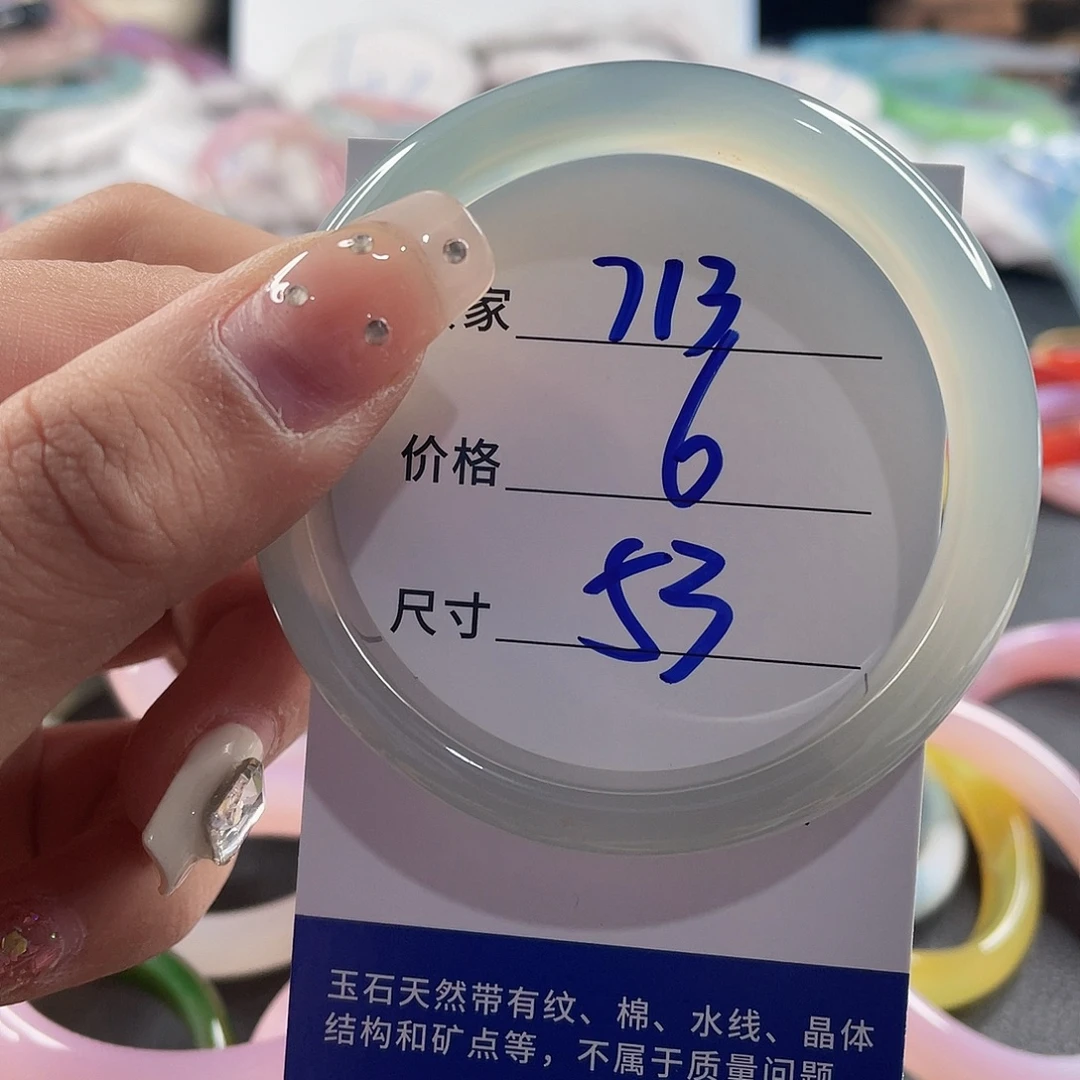 家 713
价格 6
尺寸 53
玉石天然带有纹、棉、水线、晶体
结构和矿点等，不属于质量问题